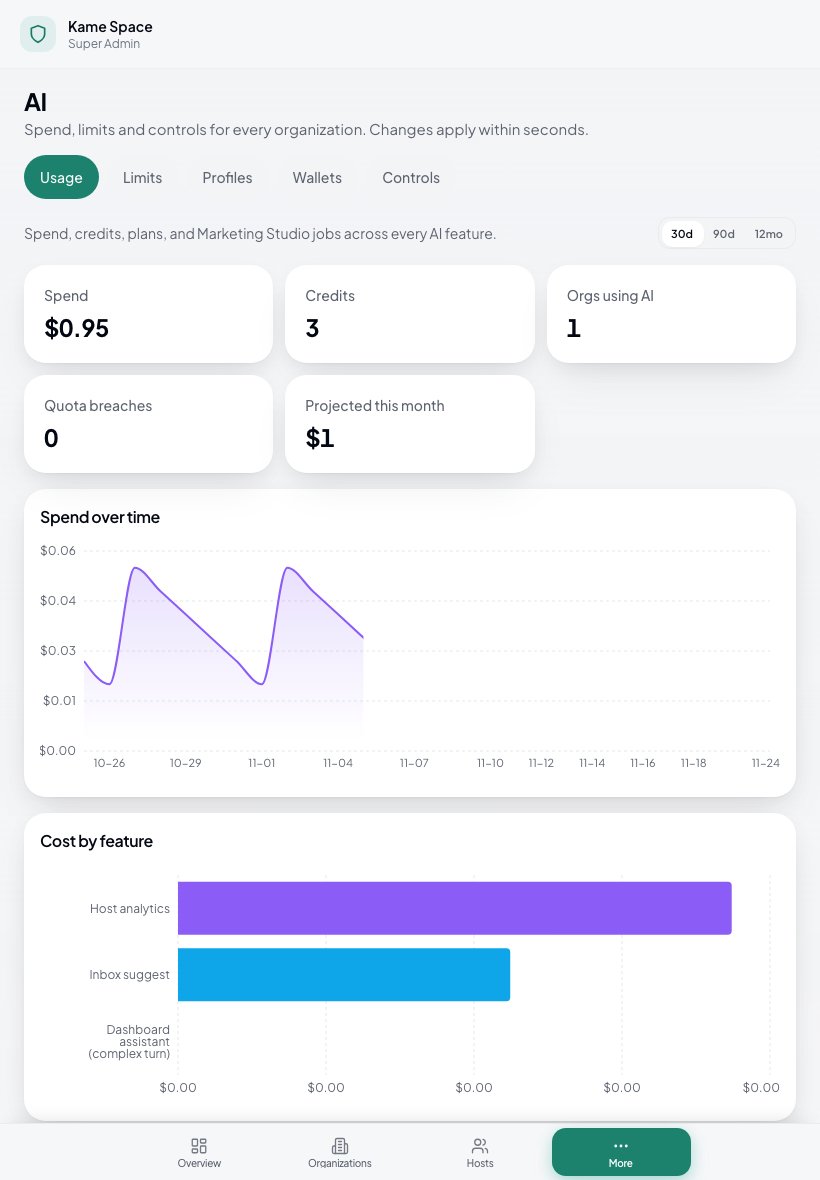 Kame Space
Super Admin
AI
Spend, limits and controls for every organization. Changes apply within seconds.
Usage Limits Profiles Wallets Controls
Spend, credits, plans, and Marketing Studio jobs across every AI feature.
30d 90d 12mo
Spend
$0.95
Credits
3
Orgs using AI
1
Quota breaches
0
Projected this month
$1
Spend over time
$0.06
$0.04
$0.03
$0.01
$0.00
10-26 10-29 11-01 11-04 11-07 11-10 11-12 11-14 11-16 11-18 11-24
Cost by feature
Host analytics
Inbox suggest
Dashboard
assistant
(complex turn)
$0.00 $0.00 $0.00 $0.00 $0.00
Overview Organizations Hosts More